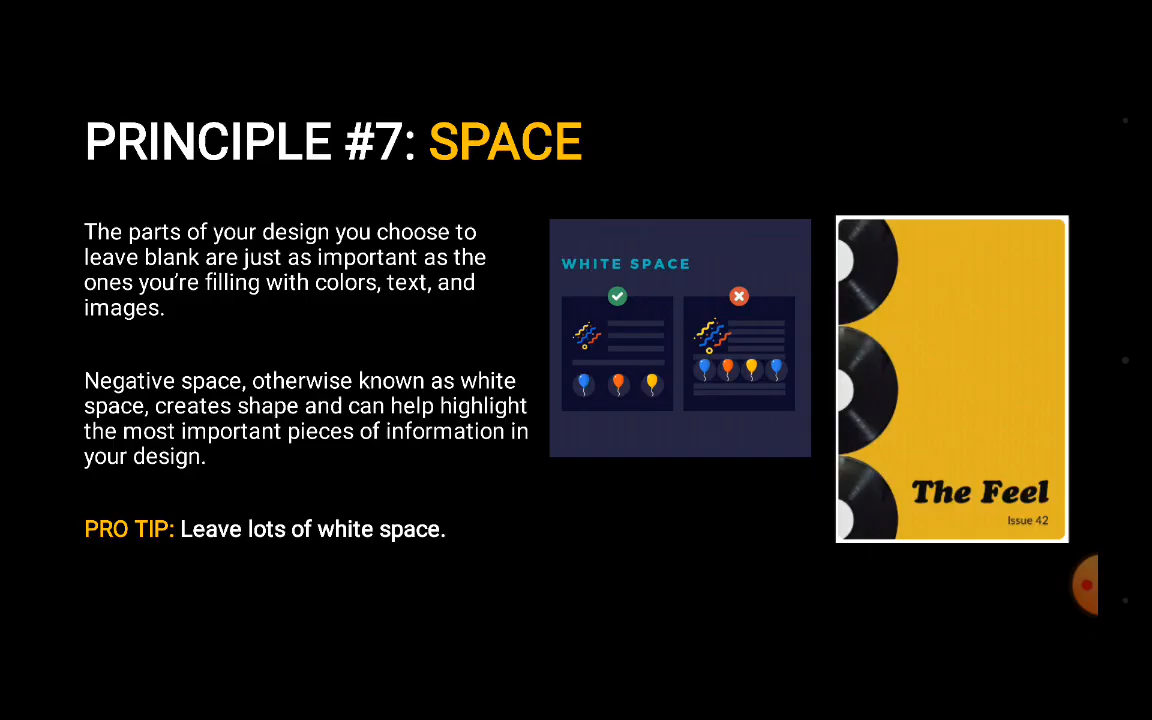 PRINCIPLE #7: SPACE
The parts of your design you choose to
leave blank are just as important as the
ones you’re filling with colors, text, and
images.
Negative space, otherwise known as white
space, creates shape and can help highlight
the most important pieces of information in
your design.
PRO TIP: Leave lots of white space.
WHITE SPACE
The Feel
Issue 42